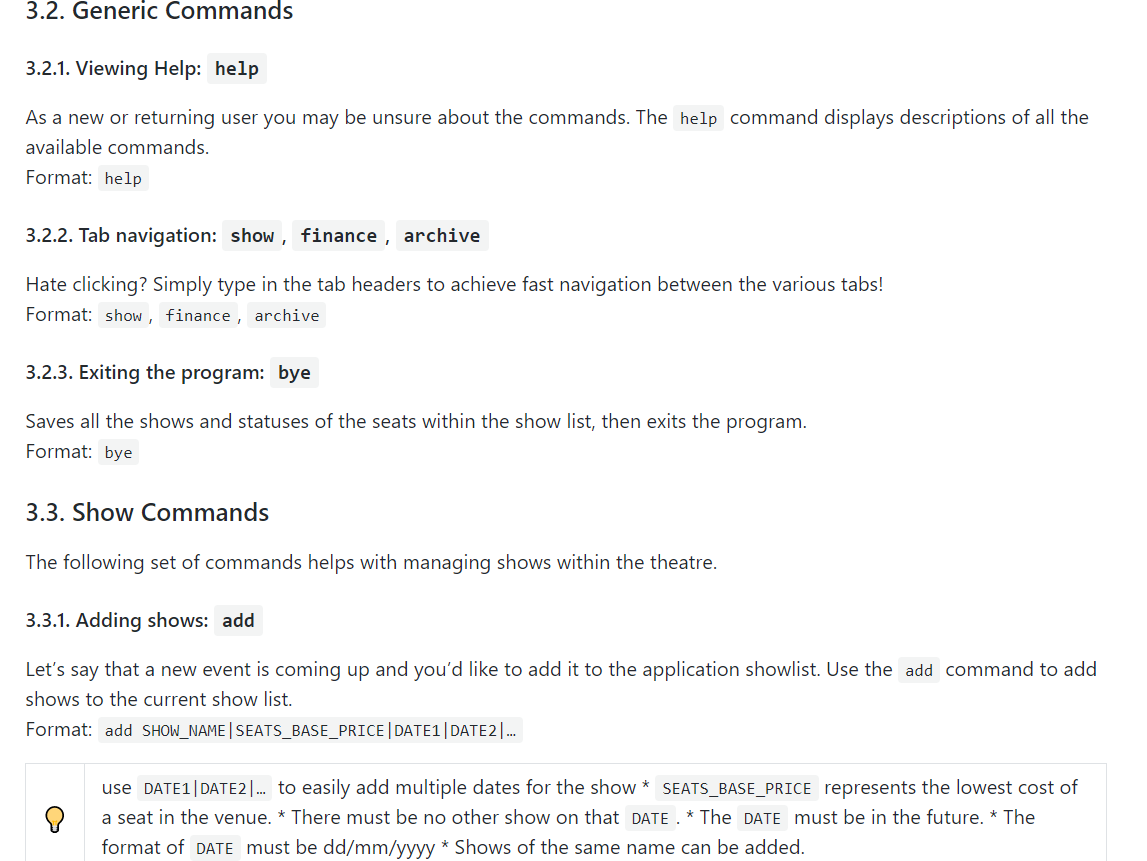 3.2. Generic Commands
3.2.1. Viewing Help: help
As a new or returning user you may be unsure about the commands. The help command displays descriptions of all the
available commands.
Format: help
3.2.2. Tab navigation: show, finance, archive
Hate clicking? Simply type in the tab headers to achieve fast navigation between the various tabs!
Format: show, finance, archive
3.2.3. Exiting the program: bye
Saves all the shows and statuses of the seats within the show list, then exits the program.
Format: bye
3.3. Show Commands
The following set of commands helps with managing shows within the theatre.
3.3.1. Adding shows: add
Let’s say that a new event is coming up and you’d like to add it to the application showlist. Use the add command to add
shows to the current show list.
Format: add SHOW_NAME|SEATS_BASE_PRICE|DATE1|DATE2|…
use DATE1|DATE2|… to easily add multiple dates for the show * SEATS_BASE_PRICE represents the lowest cost of
a seat in the venue. * There must be no other show on that DATE. * The DATE must be in the future. * The
format of DATE must be dd/mm/yyyy * Shows of the same name can be added.